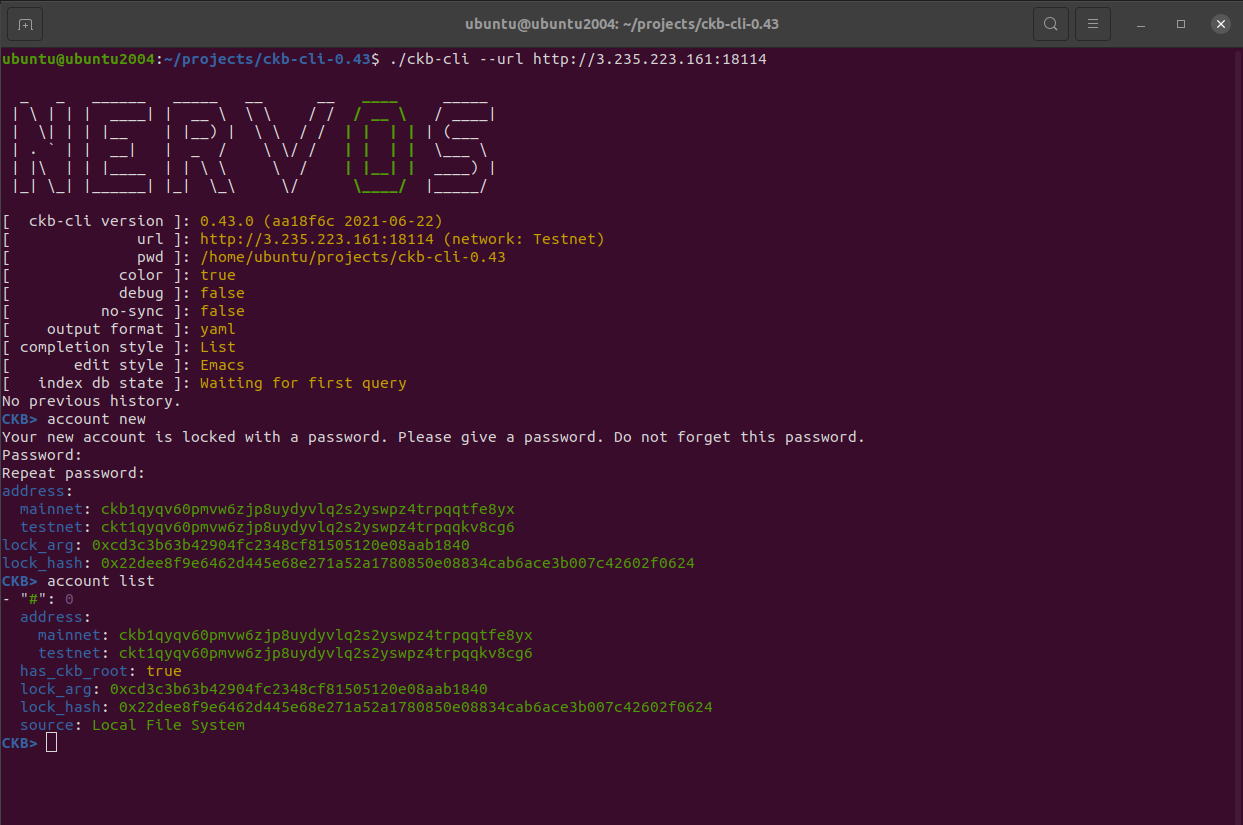 ubuntu@ubuntu2004: ~/projects/ckb-cli-0.43
ubuntu@ubuntu2004:~/projects/ckb-cli-0.43$ ./ckb-cli --url http://3.235.223.161:18114
NERVOS
[  ckb-cli version ]: 0.43.0 (aa18f6c 2021-06-22)
[              url ]: http://3.235.223.161:18114 (network: Testnet)
[              pwd ]: /home/ubuntu/projects/ckb-cli-0.43
[            color ]: true
[            debug ]: false
[          no-sync ]: false
[    output format ]: yaml
[ completion style ]: List
[       edit style ]: Emacs
[   index db state ]: Waiting for first query
No previous history.
CKB> account new
Your new account is locked with a password. Please give a password. Do not forget this password.
Password:
Repeat password:
address:
  mainnet: ckb1qyqv60pmvw6zjp8uydyvlq2s2yswpz4trpqqtfe8yx
  testnet: ckt1qyqv60pmvw6zjp8uydyvlq2s2yswpz4trpqqkv8cg6
lock_arg: 0xcd3c3b63b42904fc2348cf81505120e08aab1840
lock_hash: 0x22dee8f9e6462d445e68e271a52a1780850e08834cab6ace3b007c42602f0624
CKB> account list
- "#": 0
  address:
    mainnet: ckb1qyqv60pmvw6zjp8uydyvlq2s2yswpz4trpqqtfe8yx
    testnet: ckt1qyqv60pmvw6zjp8uydyvlq2s2yswpz4trpqqkv8cg6
  has_ckb_root: true
  lock_arg: 0xcd3c3b63b42904fc2348cf81505120e08aab1840
  lock_hash: 0x22dee8f9e6462d445e68e271a52a1780850e08834cab6ace3b007c42602f0624
  source: Local File System
CKB>